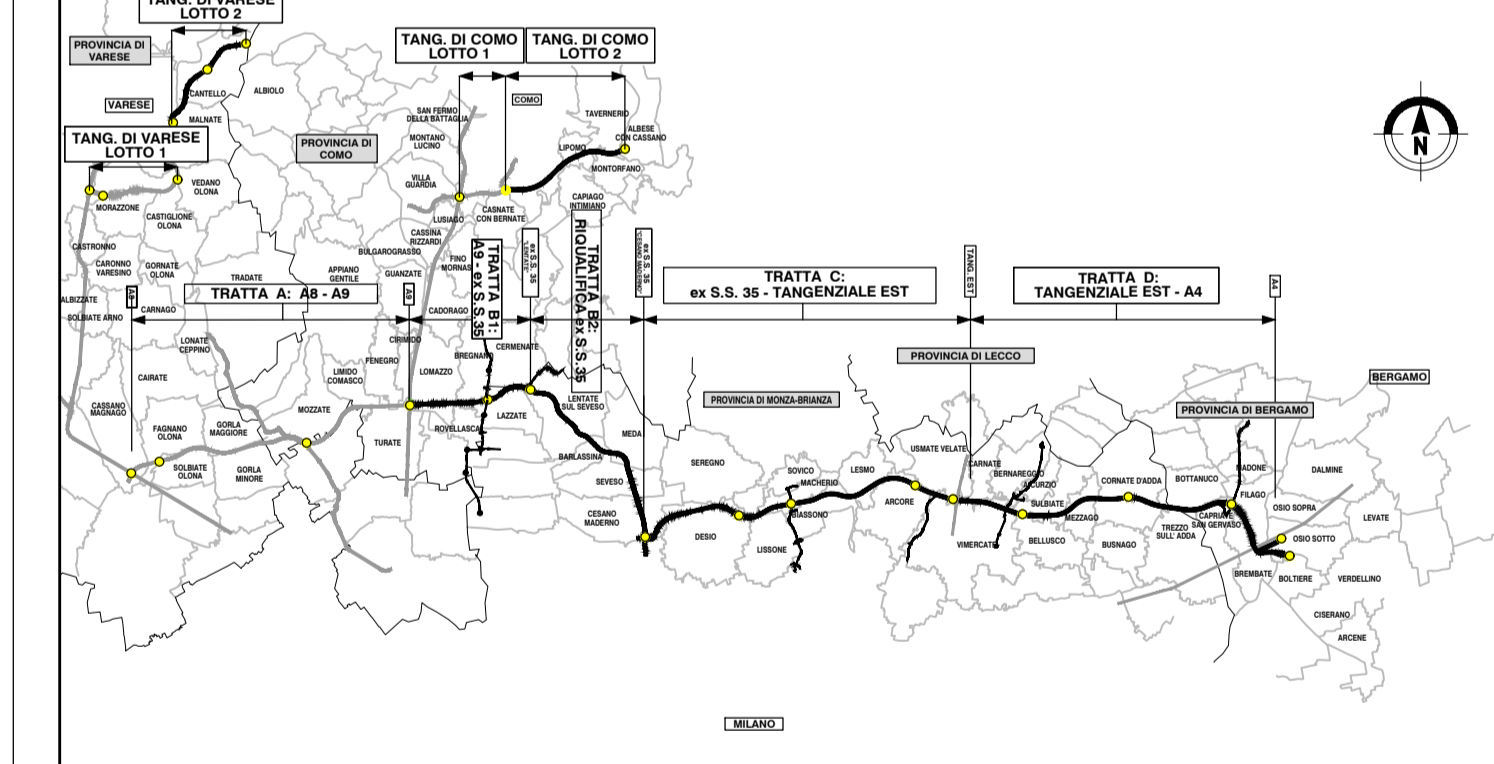 TANG. DI VARESE
LOTTO 2
PROVINCIA DI
VARESE
CANTELLO
ALBIOLO
VARESE
MALNATE
TANG. DI VARESE
LOTTO 1
PROVINCIA DI
COMO
VEDANO
OLONA
MORAZZONE
CASTIGLIONE
OLONA
TANG. DI COMO
LOTTO 1
TANG. DI COMO
LOTTO 2
COMO
SAN FERMO
DELLA BATTAGLIA
TAVERNERIO
ALBESE
CON CASSANO
MONTANO
LUCINO
LIPOMO
MONTORFANO
VILLA
GUARDIA
CAPIAGO
INTIMIANO
LUSIAGO
CASNATE
CON BERNATE
CASSINA
RIZZARDI
BULGAROGRASSO
FINO
MORNAS
CASTRONNO
CARONNO
VARESINO
GORNATE
OLONA
TRADATE
APPIANO
GENTILE
GUANZATE
ALBIZZATE
SOLBIATE ARNO
CARNAGO
A8
TRATTA A: A8 - A9
A9
CADORAGO
TRATTA B1:
A9 - ex S.S.35
ex S.S. 35
"LENTATE"
TRATTA B2:
RIQUALIFICA ex S.S.35
ex S.S. 35
"CESANO MADERNO"
TRATTA C:
ex S.S. 35 - TANGENZIALE EST
TANG. EST
TRATTA D:
TANGENZIALE EST - A4
A4
N
LONATE
CEPPINO
CIRIMIDO
FENEGRO
BREGNANO
CERMENATE
LIMIDO
COMASCO
LOMAZZO
CAIRATE
CASSANO
MAGNAGO
MOZZATE
LAZZATE
LENTATE
SUL SEVESO
FAGNANO
OLONA
GORLA
MAGGIORE
TURATE
ROVELLASCA
MEDA
BARLASSINA
SOLBIATE
OLONA
GORLA
MINORE
SEVESO
CESANO
MADERNO
PROVINCIA DI LECCO
PROVINCIA DI MONZA-BRIANZA
BERGAMO
PROVINCIA DI BERGAMO
SEREGNO
SOVICO
MACHERIO
LESMO
USMATE VELATE
CARNATE
BERNAREGGIO
AICURZIO
CORNATE D'ADDA
BOTTANUCO
MADONE
DALMINE
BIASSONO
ARCORE
SULBIATE
MEZZAGO
FILAGO
CAPRIATE
SAN GERVASO
OSIO SOPRA
LEVATE
DESIO
LISSONE
VIMERCATE
BELLUSCO
BUSNAGO
TREZZO
SULL' ADDA
OSIO SOTTO
BREMBATE
BOLTIERE
VERDELLINO
CISERANO
ARCENE
MILANO